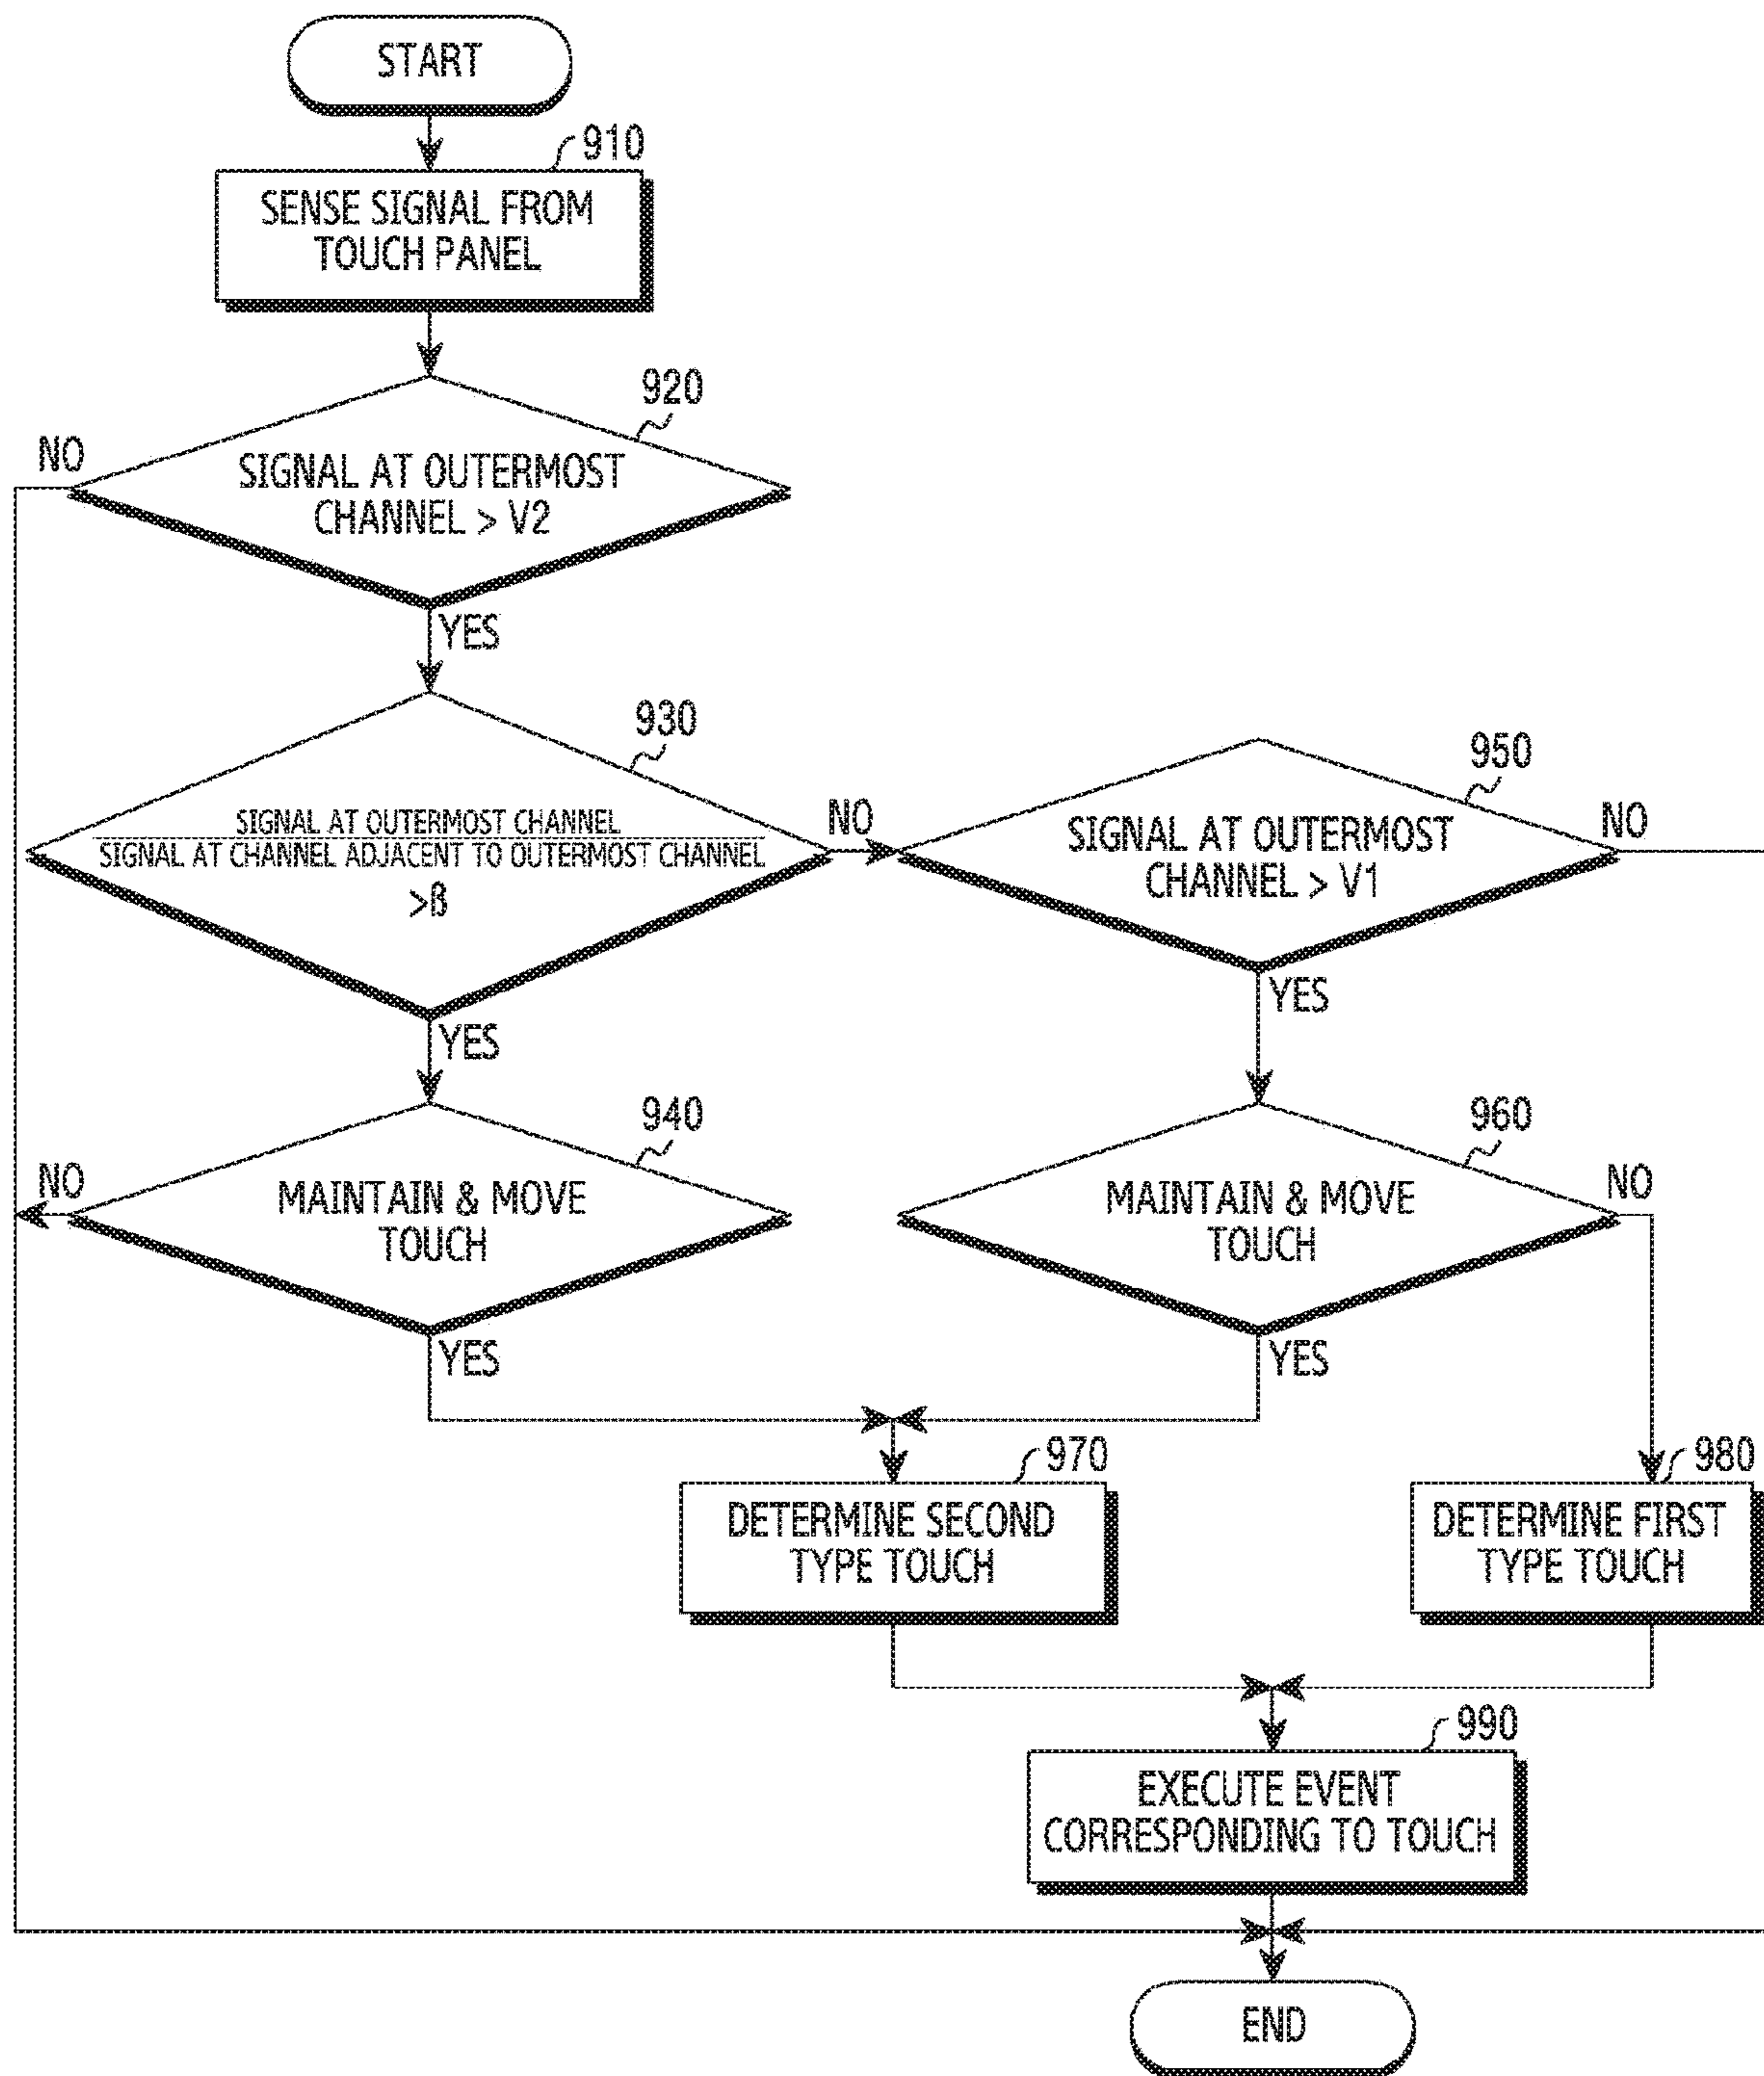 START
910
SENSE SIGNAL FROM
TOUCH PANEL
920
NO
SIGNAL AT OUTERMOST
CHANNEL > V2
YES
930
SIGNAL AT OUTERMOST CHANNEL
SIGNAL AT CHANNEL ADJACENT TO OUTERMOST CHANNEL
>ß
NO
YES
950
SIGNAL AT OUTERMOST
CHANNEL > V1
NO
YES
940
NO
MAINTAIN & MOVE
TOUCH
YES
960
MAINTAIN & MOVE
TOUCH
NO
YES
970
DETERMINE SECOND
TYPE TOUCH
980
DETERMINE FIRST
TYPE TOUCH
990
EXECUTE EVENT
CORRESPONDING TO TOUCH
END